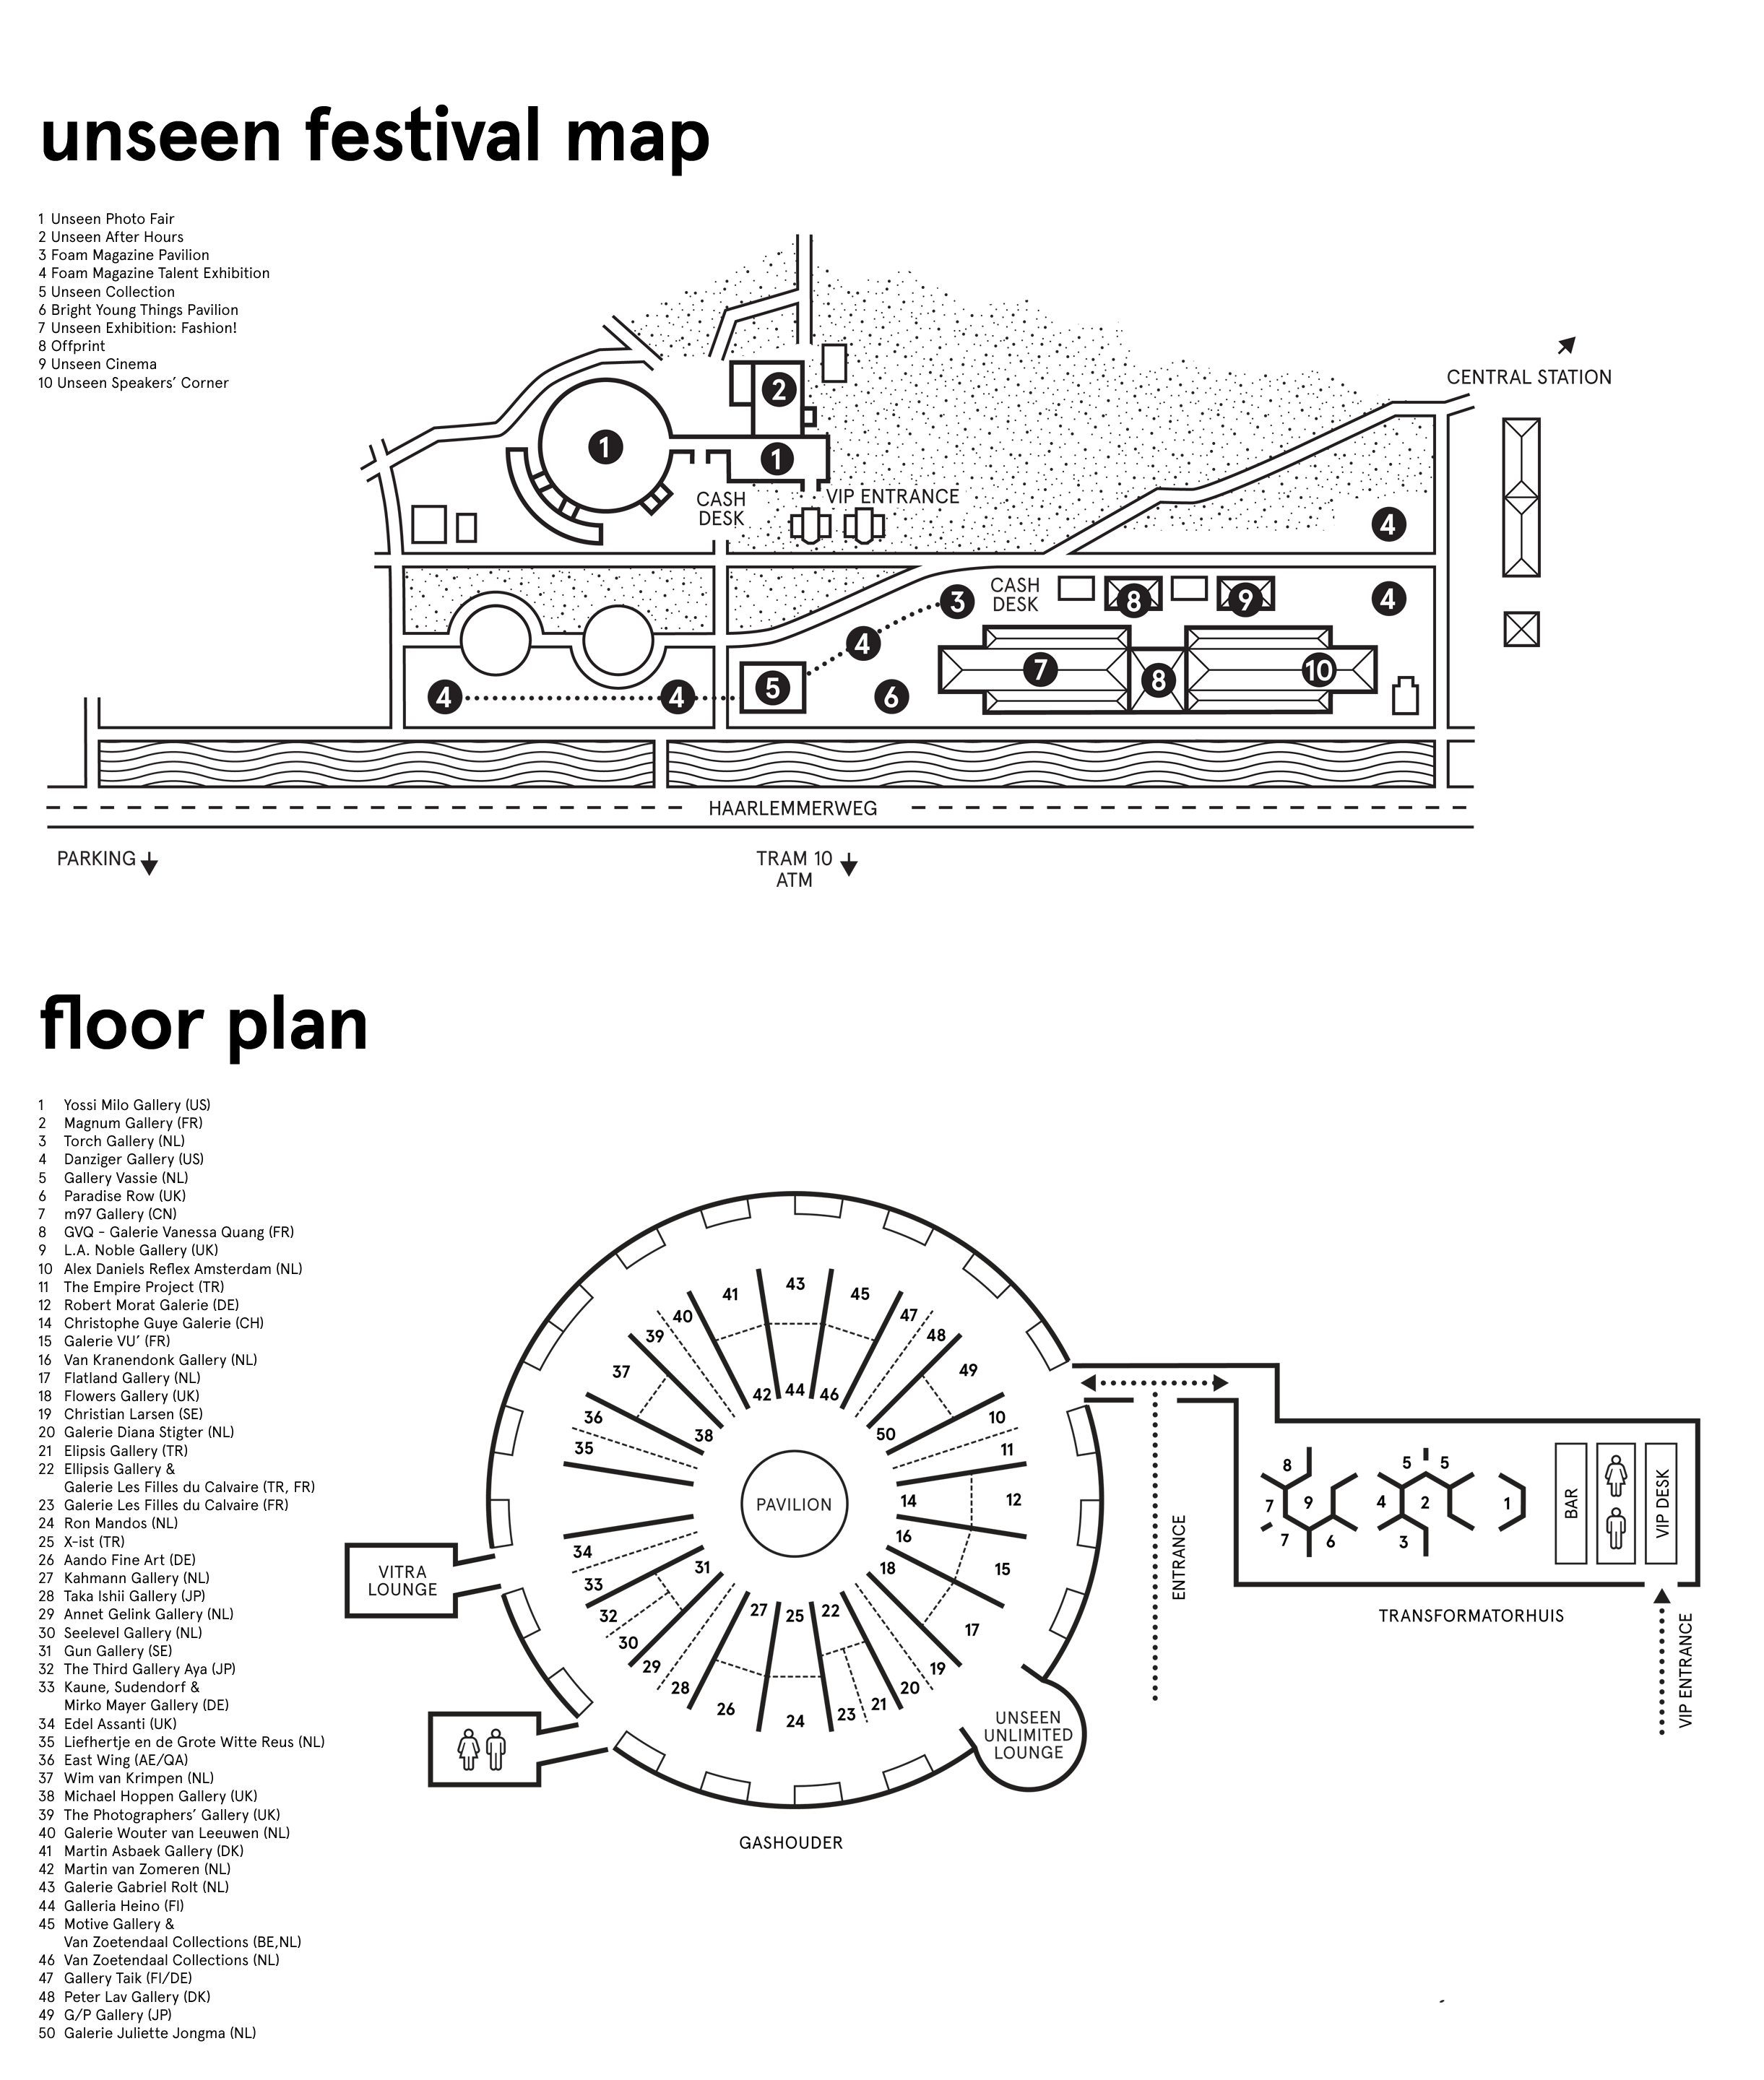 unseen festival map
1 Unseen Photo Fair
2 Unseen After Hours
3 Foam Magazine Pavilion
4 Foam Magazine Talent Exhibition
5 Unseen Collection
6 Bright Young Things Pavilion
7 Unseen Exhibition: Fashion!
8 Offprint
9 Unseen Cinema
10 Unseen Speakers’ Corner
CENTRAL STATION
2
1
1
CASH
DESK
VIP ENTRANCE
4
3
CASH
DESK
8
9
4
4
7
10
8
5
6
4
4
HAARLEMMERWEG
PARKING
TRAM 10
ATM
floor plan
1 Yossi Milo Gallery (US)
2 Magnum Gallery (FR)
3 Torch Gallery (NL)
4 Danziger Gallery (US)
5 Gallery Vassie (NL)
6 Paradise Row (UK)
7 m97 Gallery (CN)
8 GVQ - Galerie Vanessa Quang (FR)
9 L.A. Noble Gallery (UK)
10 Alex Daniels Reflex Amsterdam (NL)
11 The Empire Project (TR)
12 Robert Morat Galerie (DE)
14 Christophe Guye Galerie (CH)
15 Galerie VU’ (FR)
16 Van Kranendonk Gallery (NL)
17 Flatland Gallery (NL)
18 Flowers Gallery (UK)
19 Christian Larsen (SE)
20 Galerie Diana Stigter (NL)
21 Elipsis Gallery (TR)
22 Ellipsis Gallery &
Galerie Les Filles du Calvaire (TR, FR)
23 Galerie Les Filles du Calvaire (FR)
24 Ron Mandos (NL)
25 X-ist (TR)
26 Aando Fine Art (DE)
27 Kahmann Gallery (NL)
28 Taka Ishii Gallery (JP)
29 Annet Gelink Gallery (NL)
30 Seelevel Gallery (NL)
31 Gun Gallery (SE)
32 The Third Gallery Aya (JP)
33 Kaune, Sudendorf &
Mirko Mayer Gallery (DE)
34 Edel Assanti (UK)
35 Liefhertje en de Grote Witte Reus (NL)
36 East Wing (AE/QA)
37 Wim van Krimpen (NL)
38 Michael Hoppen Gallery (UK)
39 The Photographers’ Gallery (UK)
40 Galerie Wouter van Leeuwen (NL)
41 Martin Asbaek Gallery (DK)
42 Martin van Zomeren (NL)
43 Galerie Gabriel Rolt (NL)
44 Galleria Heino (FI)
45 Motive Gallery &
Van Zoetendaal Collections (BE,NL)
46 Van Zoetendaal Collections (NL)
47 Gallery Taik (FI/DE)
48 Peter Lav Gallery (DK)
49 G/P Gallery (JP)
50 Galerie Juliette Jongma (NL)
43
41
45
40
47
39
48
37
49
42
44
46
36
10
38
50
35
11
14
12
PAVILION
16
34
31
18
15
33
32
27
25
22
30
17
29
19
28
20
26
23
21
24
VITRA
LOUNGE
UNSEEN
UNLIMITED
LOUNGE
GASHOUDER
ENTRANCE
8
7
9
7
6
5
5
4
2
3
1
BAR
VIP DESK
TRANSFORMATORHUIS
VIP ENTRANCE